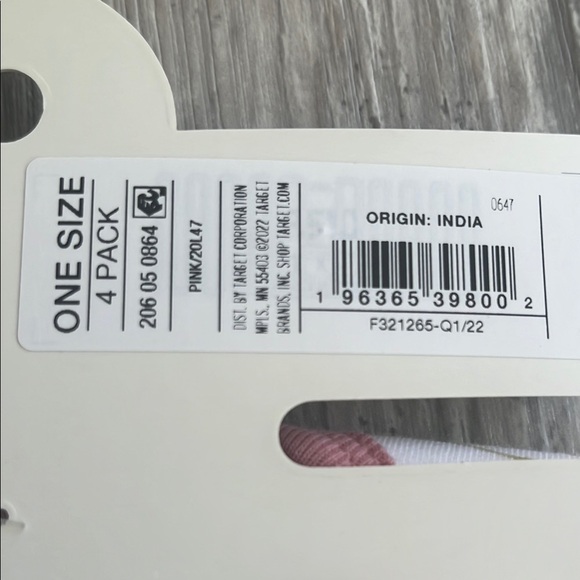 ONE SIZE
4 PACK
206 05 0864
PINK/20L47
DIST. BY TARGET CORPORATION
MPLS., MN 55403 ©2022 TARGET
BRANDS, INC. SHOP TARGET.COM
0647
ORIGIN: INDIA
1 96365 39800 2
F321265-Q1/22